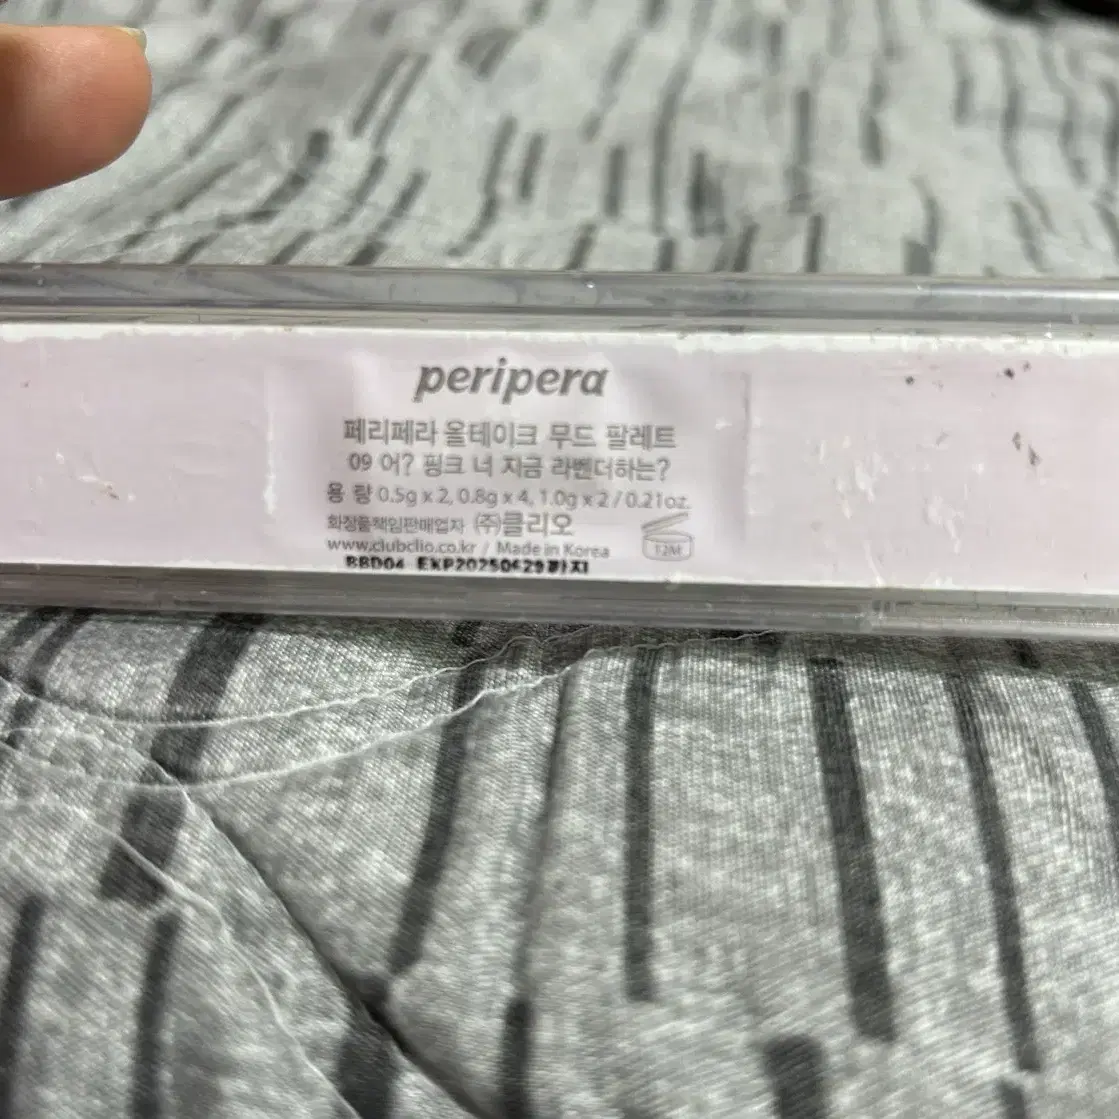 peripera
페리페라 올테이크 무드 팔레트
09 어? 핑크 너 지금 라벤더하는?
용 량 0.5g x 2, 0.8g x 4, 1.0g x 2 / 0.21oz.
화장품책임판매업자 (주)클리오
www.clubclio.co.kr / Made in Korea
12M
BBD04 EXP20250629까지